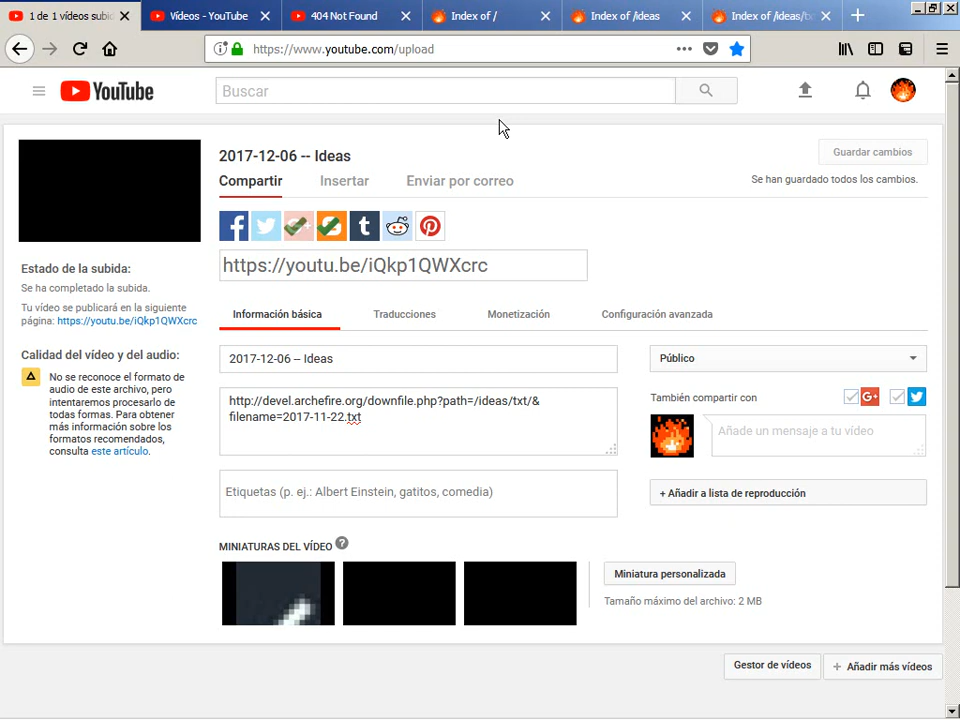 1 de 1 vídeos subid
Vídeos - YouTube
404 Not Found
Index of /
Index of /ideas
Index of /ideas/tx
https://www.youtube.com/upload
YouTube
Buscar
2017-12-06 -- Ideas
Guardar cambios
Compartir
Insertar
Enviar por correo
Se han guardado todos los cambios.
https://youtu.be/iQkp1QWXcrc
Estado de la subida:
Se ha completado la subida.
Tu vídeo se publicará en la siguiente
página: https://youtu.be/iQkp1QWXcrc
Calidad del vídeo y del audio:
No se reconoce el formato de
audio de este archivo, pero
intentaremos procesarlo de
todas formas. Para obtener
más información sobre los
formatos recomendados,
consulta este artículo.
Información básica
Traducciones
Monetización
Configuración avanzada
2017-12-06 -- Ideas
Público
http://devel.archefire.org/downfile.php?path=/ideas/txt/&
filename=2017-11-22.txt
También compartir con
Añade un mensaje a tu vídeo
Etiquetas (p. ej.: Albert Einstein, gatitos, comedia)
+ Añadir a lista de reproducción
MINIATURAS DEL VÍDEO
Miniatura personalizada
Tamaño máximo del archivo: 2 MB
Gestor de vídeos
+ Añadir más vídeos